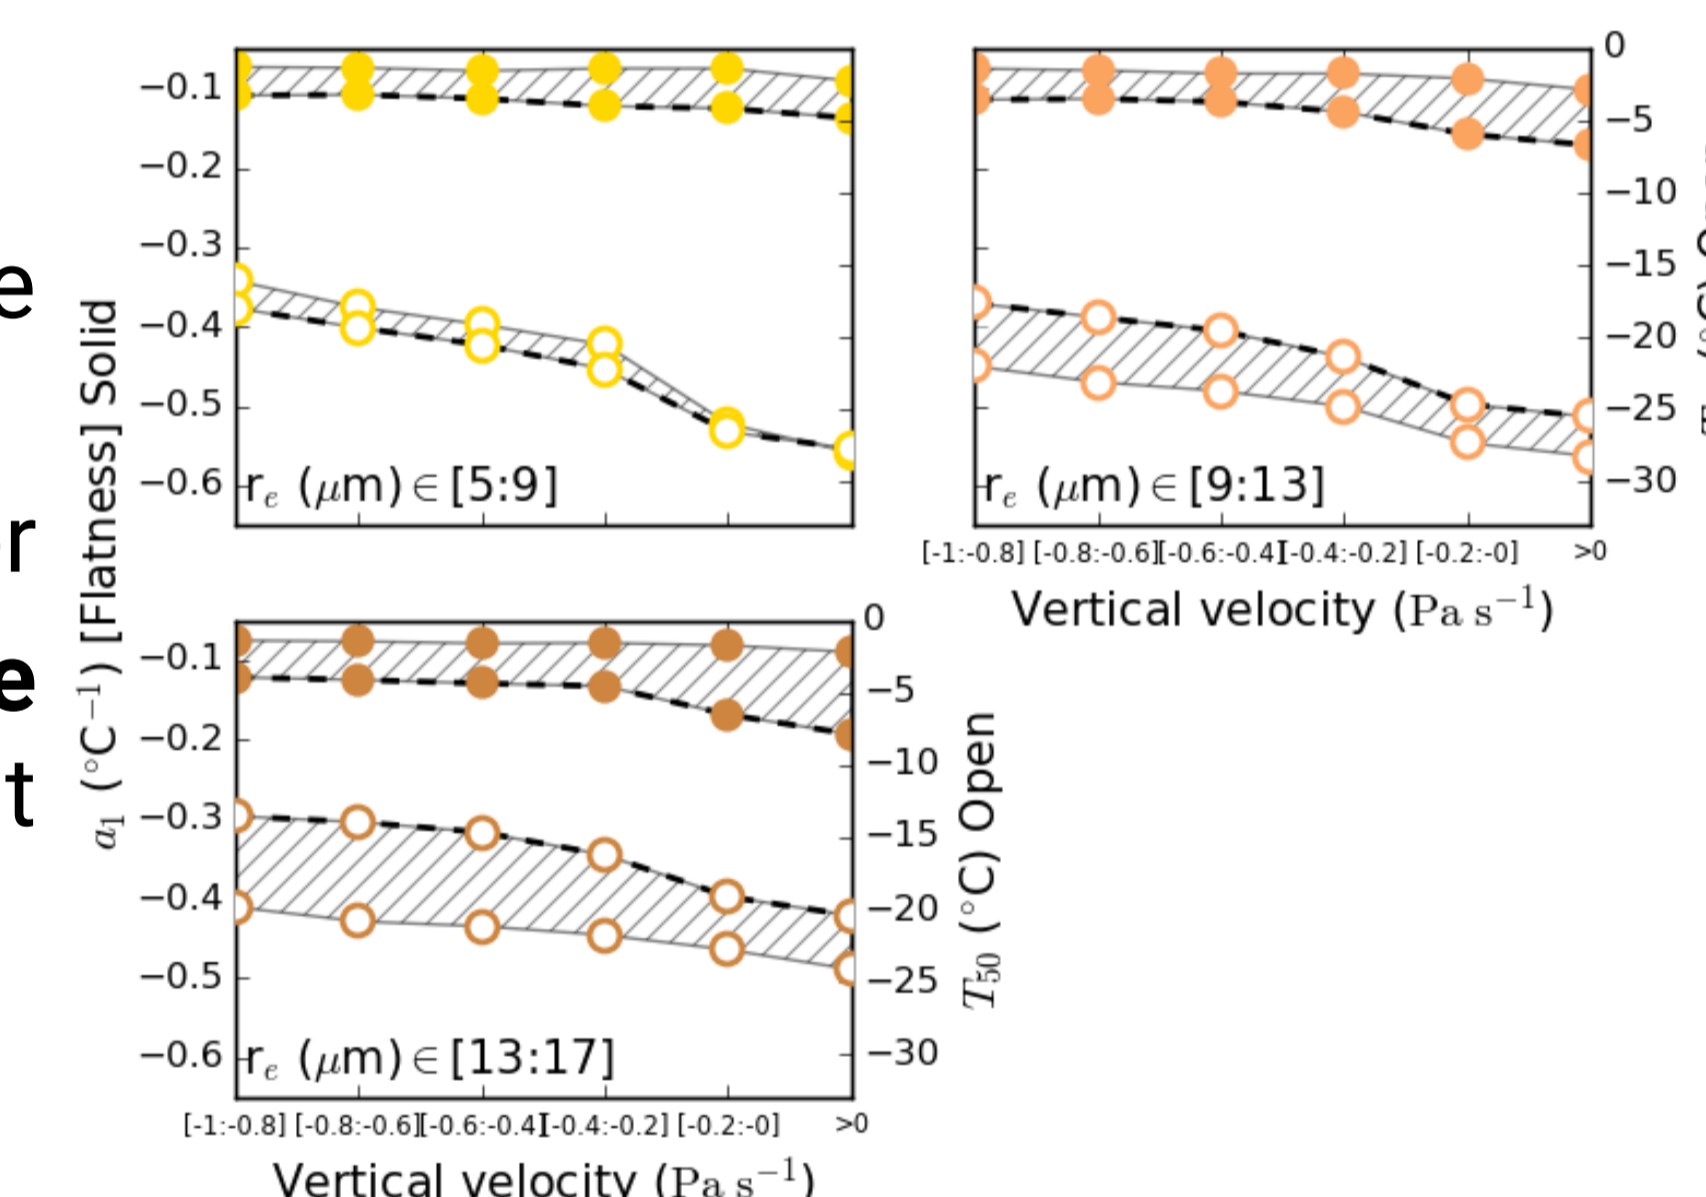 e
r
e
t
a₁ (°C⁻¹) [Flatness] Solid
−0.1
−0.2
−0.3
−0.4
−0.5
−0.6
rₑ (μm) ∈ [5:9]
0
−5
−10
−15
−20
−25
−30
rₑ (μm) ∈ [9:13]
[-1:-0.8] [-0.8:-0.6] [-0.6:-0.4] [-0.4:-0.2] [-0.2:-0] >0
Vertical velocity (Pa s⁻¹)
−0.1
−0.2
−0.3
−0.4
−0.5
−0.6
rₑ (μm) ∈ [13:17]
0
−5
−10
−15
−20
−25
−30
T₅₀ (°C) Open
[-1:-0.8] [-0.8:-0.6] [-0.6:-0.4] [-0.4:-0.2] [-0.2:-0] >0
Vertical velocity (Pa s⁻¹)